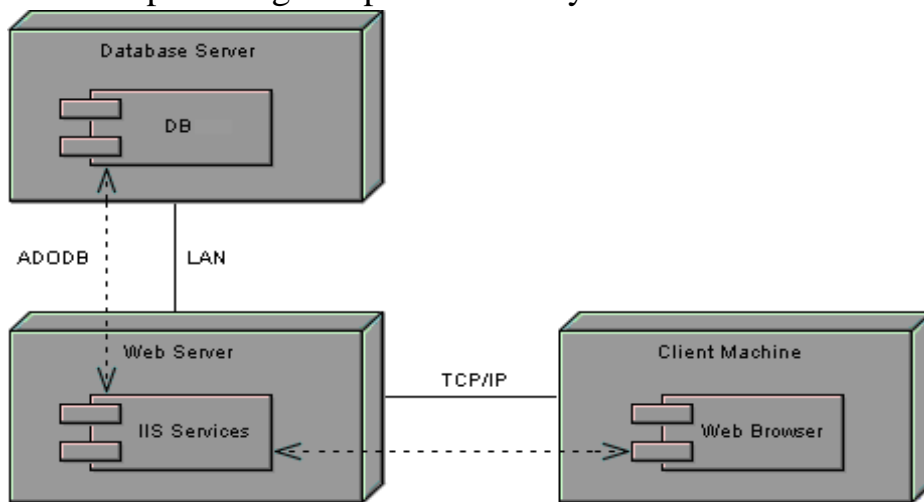 Database Server
DB
ADODB
LAN
Web Server
IIS Services
TCP/IP
Client Machine
Web Browser